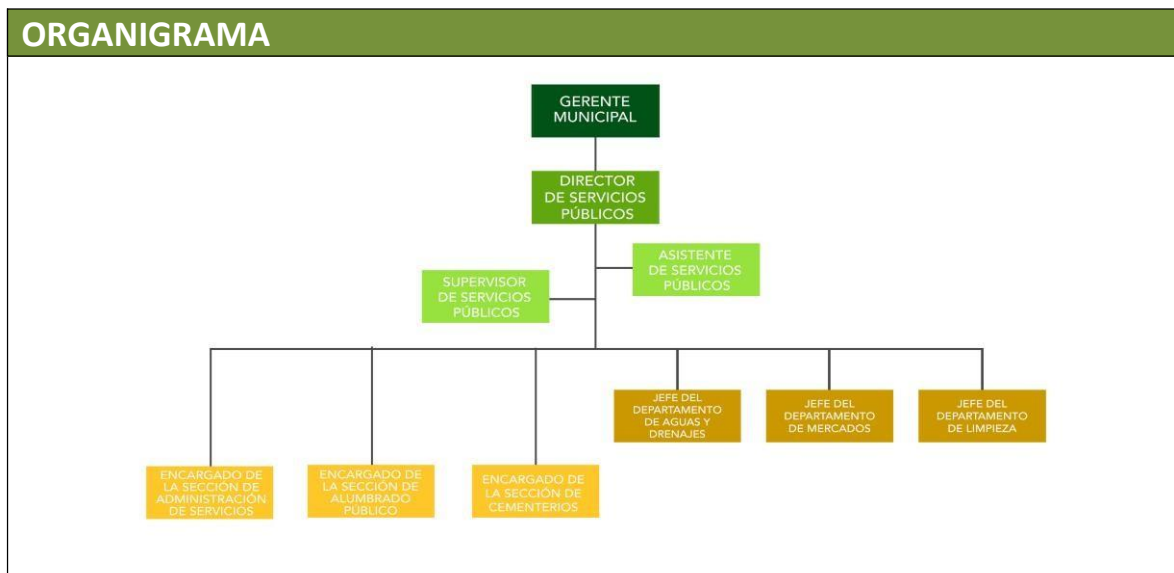 ORGANIGRAMA
GERENTE
MUNICIPAL
DIRECTOR
DE SERVICIOS
PÚBLICOS
ASISTENTE
DE SERVICIOS
PÚBLICOS
SUPERVISOR
DE SERVICIOS
PÚBLICOS
JEFE DEL
DEPARTAMENTO
DE AGUAS Y
DRENAJES
JEFE DEL
DEPARTAMENTO
DE MERCADOS
JEFE DEL
DEPARTAMENTO
DE LIMPIEZA
ENCARGADO DE
LA SECCIÓN DE
ADMINISTRACIÓN
DE SERVICIOS
ENCARGADO DE
LA SECCIÓN DE
ALUMBRADO
PÚBLICO
ENCARGADO DE
LA SECCIÓN DE
CEMENTERIOS